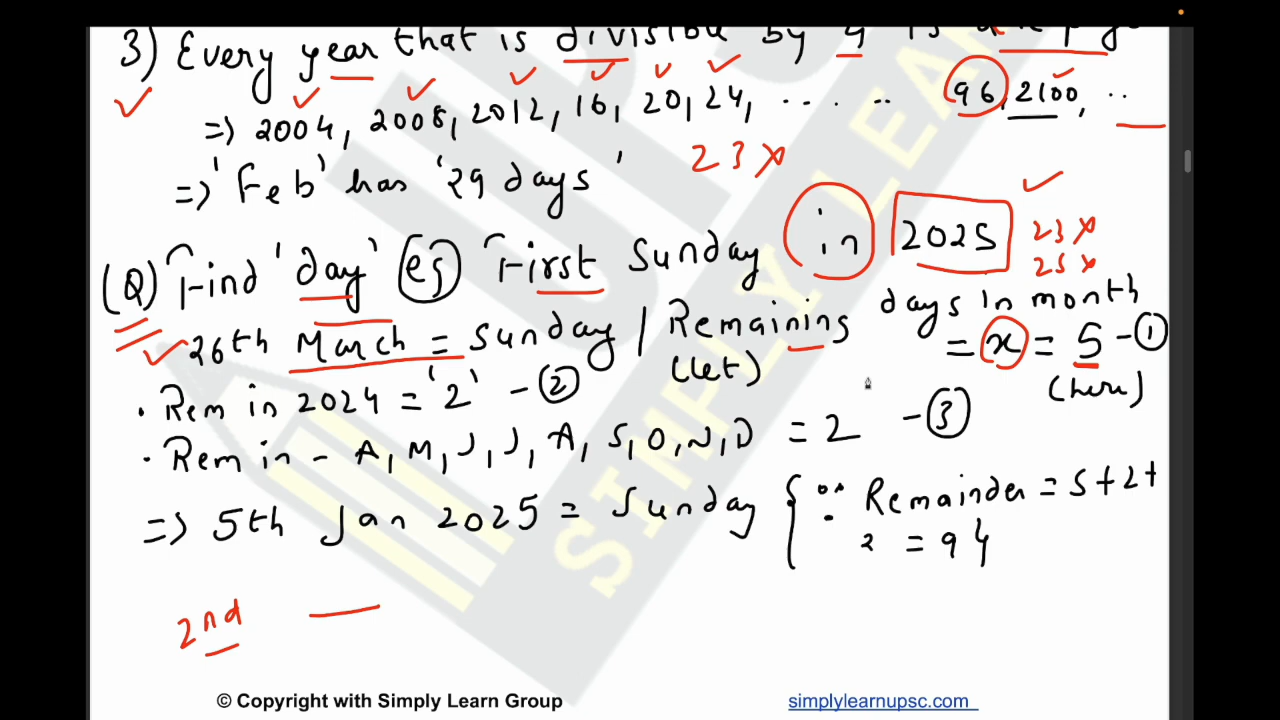 3) Every year that is divisible by 4 is a leap ye
=> 2004, 2008, 2012, 16, 20, 24, ... .. 96, 2100, ..
=> 'Feb' has '29 days' 23 x
(Q) Find 'day' of First Sunday in 2025 23 x
25 x
26th March = Sunday / Remaining days in month
(let) = x = 5 - ①
(here)
• Rem in 2024 = '2' - ②
• Rem in - A, M, J, J, A, S, O, N, D = 2 - ③
=> 5th Jan 2025 = Sunday { ∵ Remainder = 5+2+
2 = 9 }
2nd —
© Copyright with Simply Learn Group simplylearnupsc.com
SIMPLY LEARN